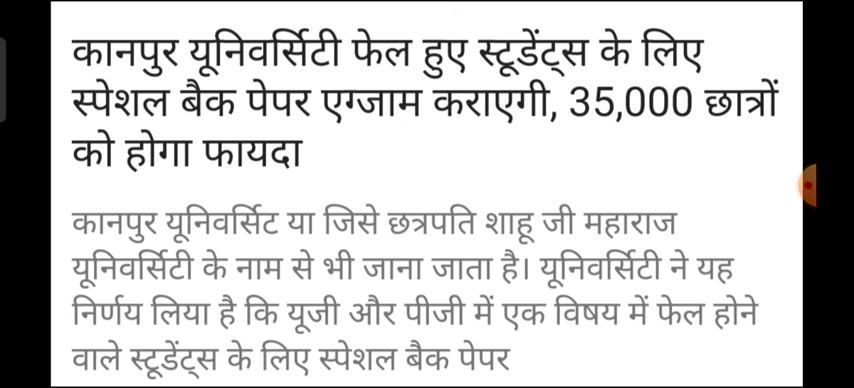 कानपुर यूनिवर्सिटी फेल हुए स्टूडेंट्स के लिए
स्पेशल बैक पेपर एग्जाम कराएगी, 35,000 छात्रों
को होगा फायदा
कानपुर यूनिवर्सिट या जिसे छत्रपति शाहू जी महाराज
यूनिवर्सिटी के नाम से भी जाना जाता है। यूनिवर्सिटी ने यह
निर्णय लिया है कि यूजी और पीजी में एक विषय में फेल होने
वाले स्टूडेंट्स के लिए स्पेशल बैक पेपर